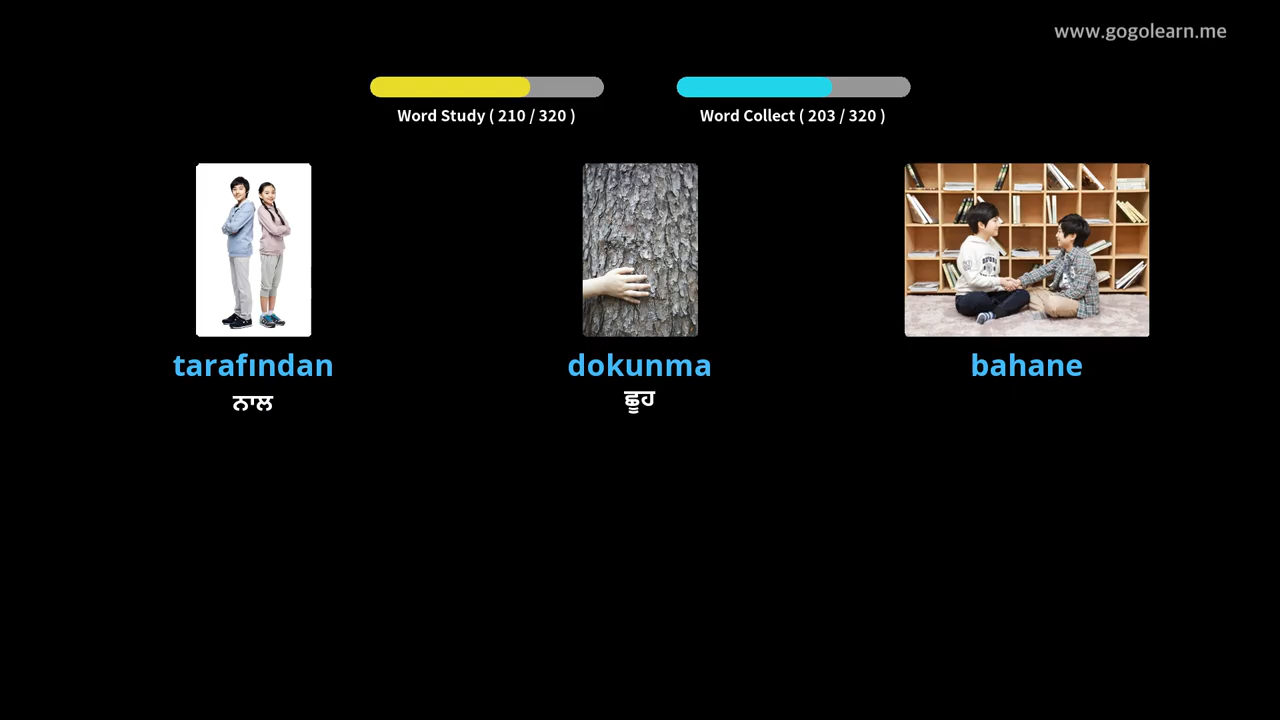 www.gogolearn.me
Word Study ( 210 / 320 )
Word Collect ( 203 / 320 )
tarafından
ਨਾਲ
dokunma
ਛੂਹ
bahane